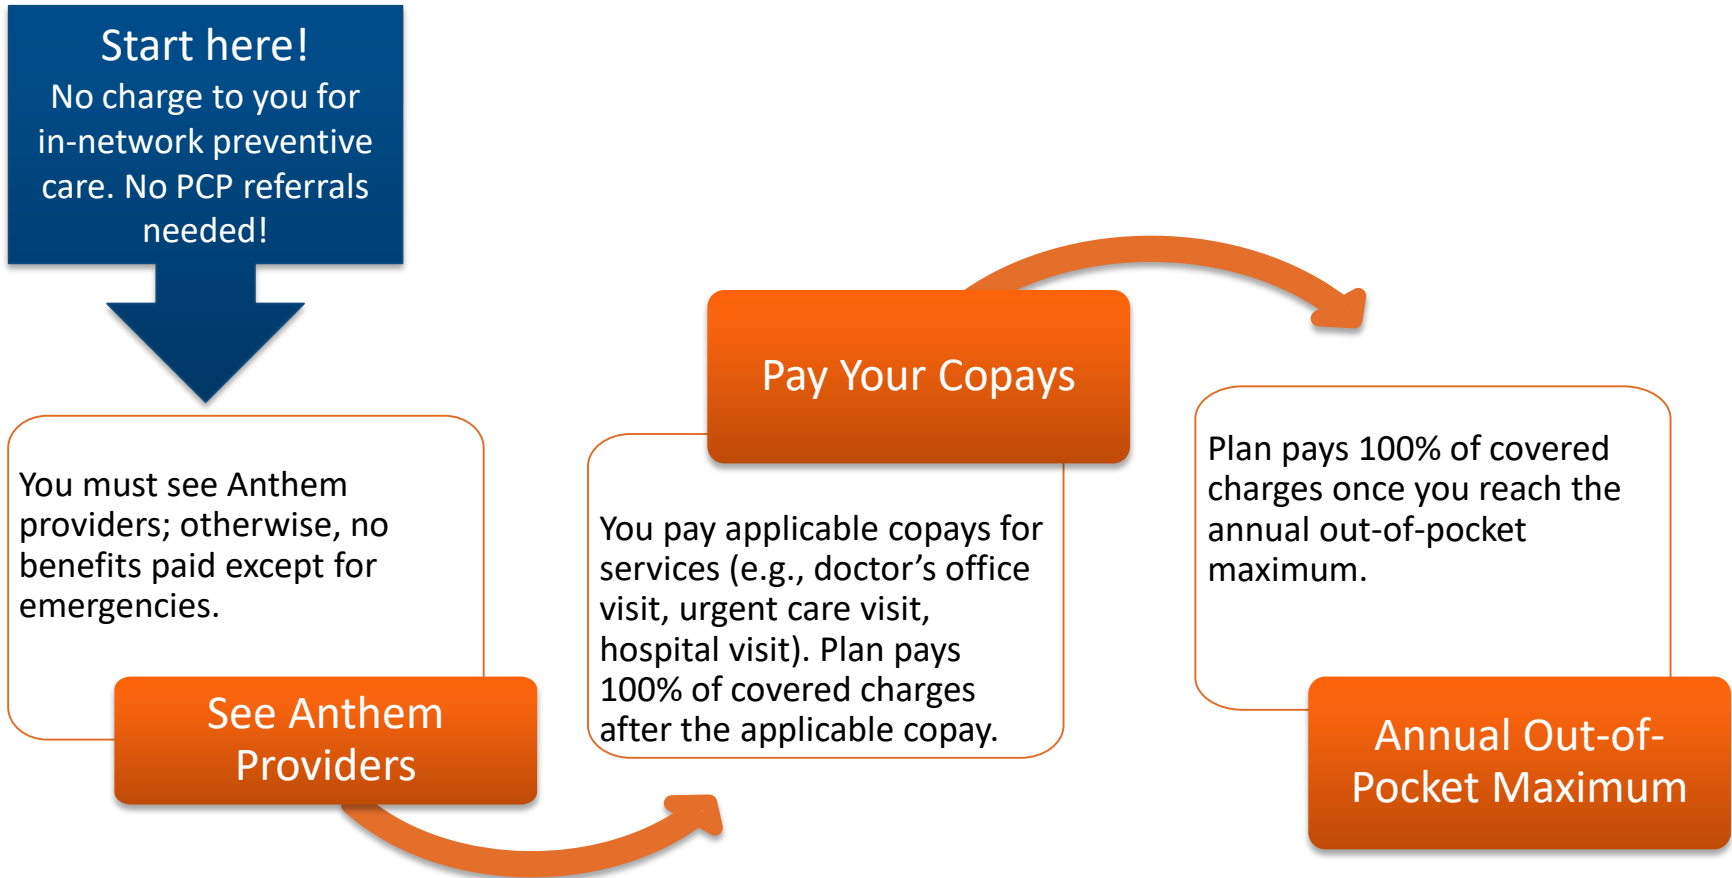 Start here!
No charge to you for
in-network preventive
care. No PCP referrals
needed!
You must see Anthem
providers; otherwise, no
benefits paid except for
emergencies.
See Anthem
Providers
Pay Your Copays
You pay applicable copays for
services (e.g., doctor’s office
visit, urgent care visit,
hospital visit). Plan pays
100% of covered charges
after the applicable copay.
Plan pays 100% of covered
charges once you reach the
annual out-of-pocket
maximum.
Annual Out-of-
Pocket Maximum